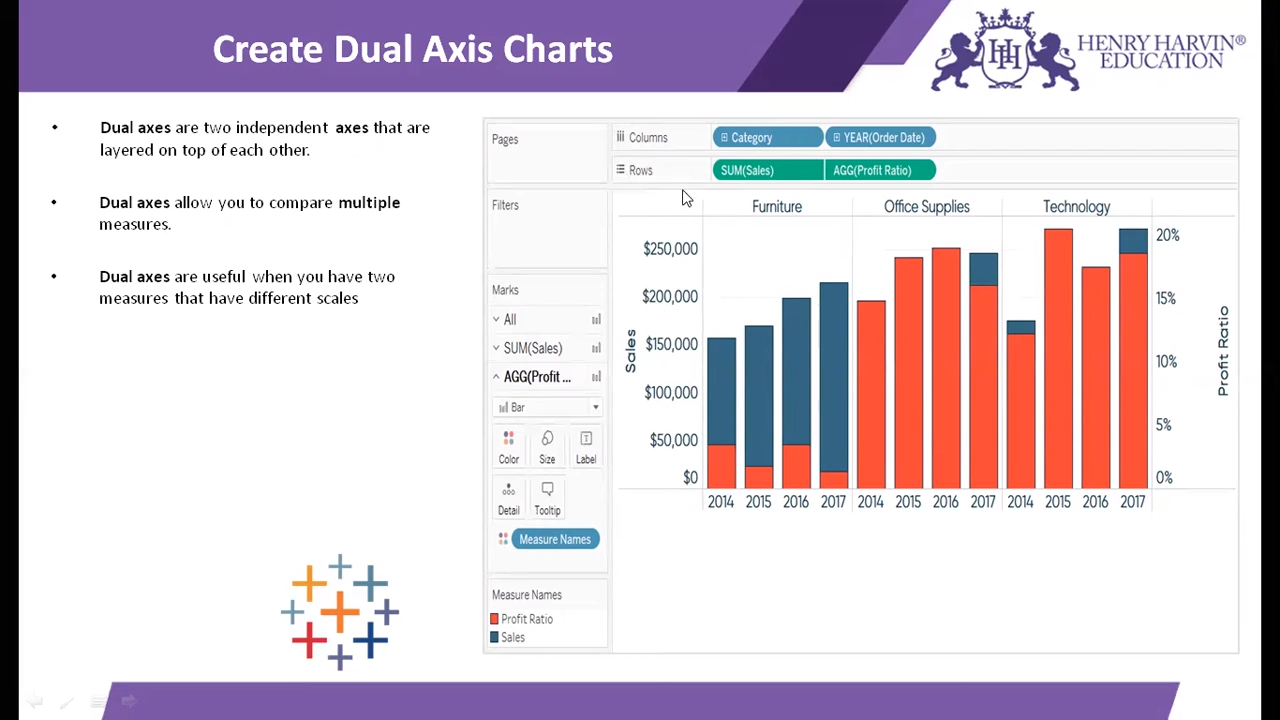 Create Dual Axis Charts
HENRY HARVIN®
EDUCATION
HH
• Dual axes are two independent axes that are
layered on top of each other.
• Dual axes allow you to compare multiple
measures.
• Dual axes are useful when you have two
measures that have different scales
Pages
Columns
Category
YEAR(Order Date)
Rows
SUM(Sales)
AGG(Profit Ratio)
Filters
Marks
All
SUM(Sales)
AGG(Profit ...
Bar
Color
Size
Label
Detail
Tooltip
Measure Names
Measure Names
Profit Ratio
Sales
Furniture
Office Supplies
Technology
Sales
$250,000
$200,000
$150,000
$100,000
$50,000
$0
20%
15%
10%
5%
0%
Profit Ratio
2014 2015 2016 2017 2014 2015 2016 2017 2014 2015 2016 2017